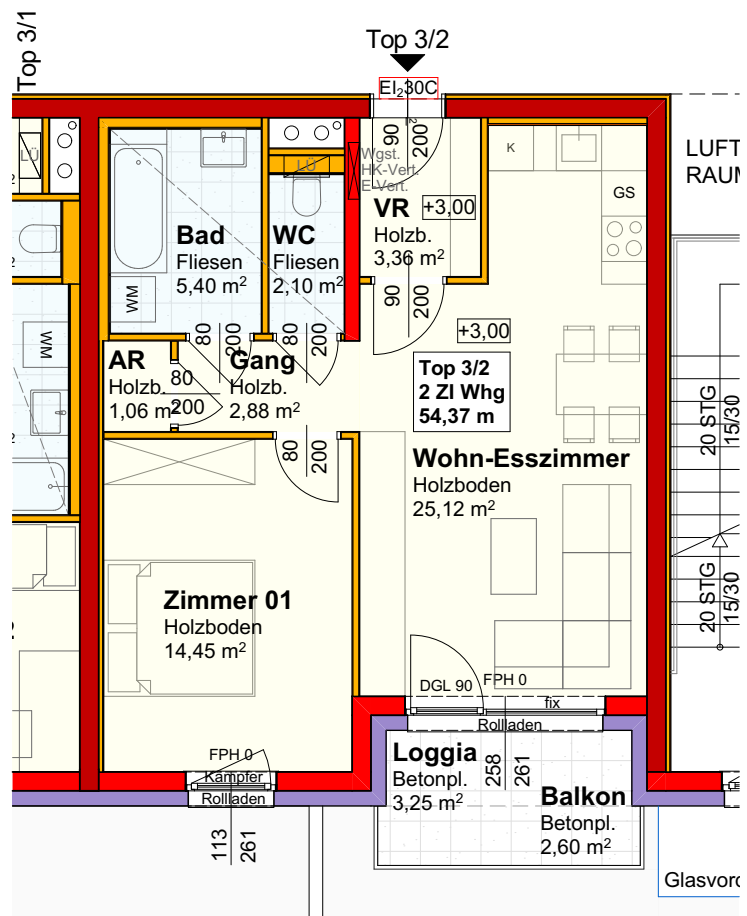 Top 3/1
Top 3/2
EI₂30C
90
200
2
LÜ
LÜ
Wgst.
HK-Vert.
E-Vert.
K
GS
LUFT
RAUM
VR
+3,00
Holzb.
3,36 m²
Bad
Fliesen
5,40 m²
WC
Fliesen
2,10 m²
WM
WM
90
200
80
200
80
200
+3,00
AR
Holzb.
1,06 m²
80
200
Gang
Holzb.
2,88 m²
Top 3/2
2 ZI Whg
54,37 m
80
200
Wohn-Esszimmer
Holzboden
25,12 m²
20 STG
15/30
20 STG
15/30
Zimmer 01
Holzboden
14,45 m²
DGL 90
FPH 0
fix
Rollladen
FPH 0
Kämpfer
Rollladen
113
261
Loggia
Betonpl.
3,25 m²
258
261
Balkon
Betonpl.
2,60 m²
Glasvord